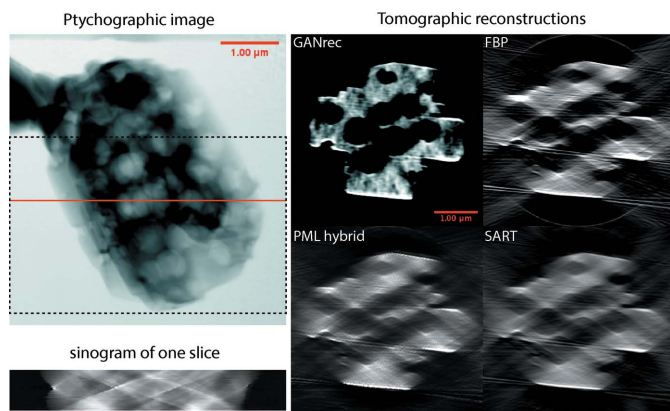 Ptychographic image
1.00 µm
sinogram of one slice
Tomographic reconstructions
GANrec
FBP
1.00 µm
PML hybrid
SART